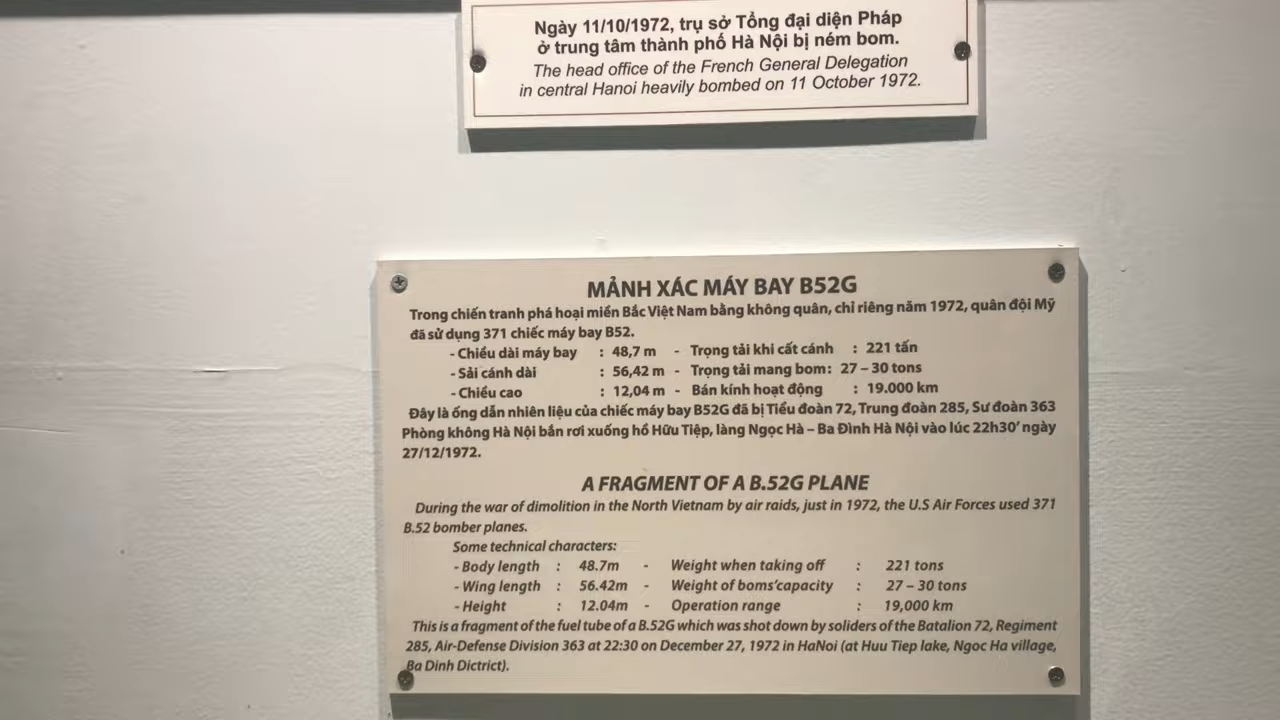 Ngày 11/10/1972, trụ sở Tổng đại diện Pháp
ở trung tâm thành phố Hà Nội bị ném bom.
The head office of the French General Delegation
in central Hanoi heavily bombed on 11 October 1972.
MẢNH XÁC MÁY BAY B52G
Trong chiến tranh phá hoại miền Bắc Việt Nam bằng không quân, chỉ riêng năm 1972, quân đội Mỹ
đã sử dụng 371 chiếc máy bay B52.
- Chiều dài máy bay : 48,7 m - Trọng tải khi cất cánh : 221 tấn
- Sải cánh dài : 56,42 m - Trọng tải mang bom: 27 – 30 tons
- Chiều cao : 12,04 m - Bán kính hoạt động : 19.000 km
Đây là ống dẫn nhiên liệu của chiếc máy bay B52G đã bị Tiểu đoàn 72, Trung đoàn 285, Sư đoàn 363
Phòng không Hà Nội bắn rơi xuống hồ Hữu Tiệp, làng Ngọc Hà – Ba Đình Hà Nội vào lúc 22h30’ ngày
27/12/1972.
A FRAGMENT OF A B.52G PLANE
During the war of dimolition in the North Vietnam by air raids, just in 1972, the U.S Air Forces used 371
B.52 bomber planes.
Some technical characters:
- Body length : 48.7m - Weight when taking off : 221 tons
- Wing length : 56.42m - Weight of boms’capacity : 27 – 30 tons
- Height : 12.04m - Operation range : 19,000 km
This is a fragment of the fuel tube of a B.52G which was shot down by soliders of the Batalion 72, Regiment
285, Air-Defense Division 363 at 22:30 on December 27, 1972 in HaNoi (at Huu Tiep lake, Ngoc Ha village,
Ba Dinh Dictrict).